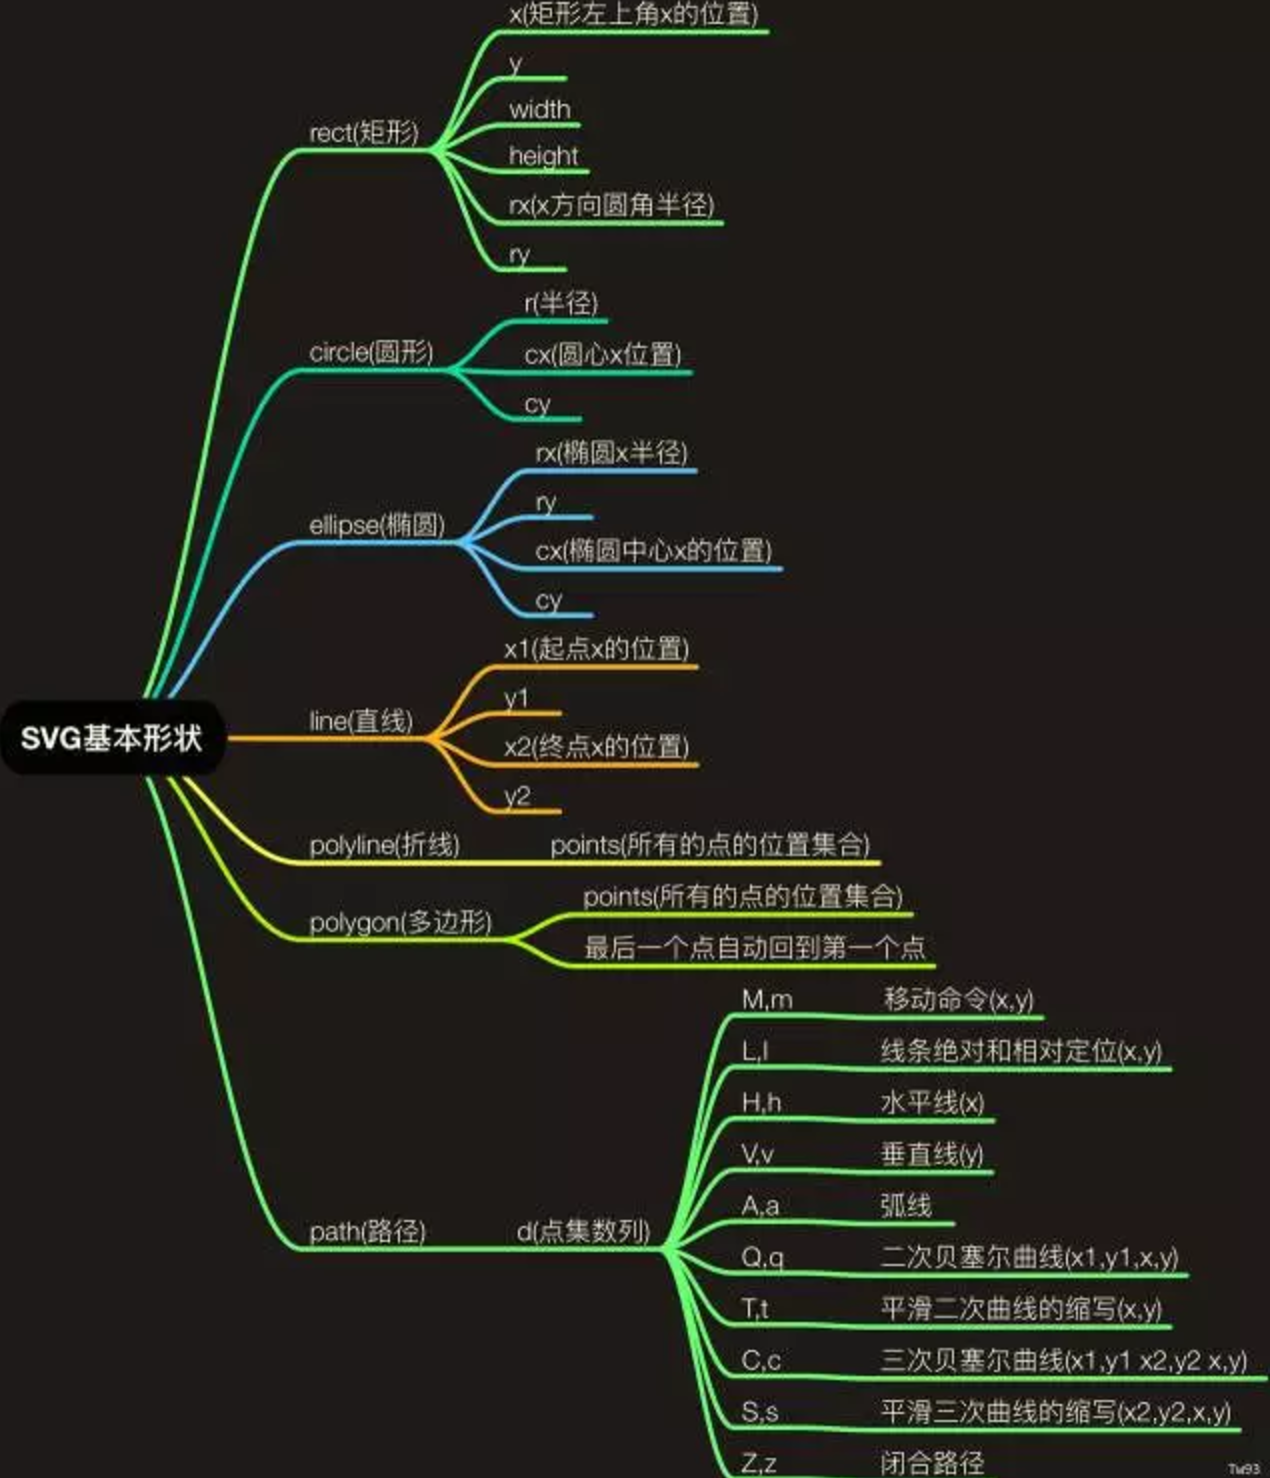 SVG基本形状
rect(矩形)
x(矩形左上角x的位置)
y
width
height
rx(x方向圆角半径)
ry
circle(圆形)
r(半径)
cx(圆心x位置)
cy
ellipse(椭圆)
rx(椭圆x半径)
ry
cx(椭圆中心x的位置)
cy
line(直线)
x1(起点x的位置)
y1
x2(终点x的位置)
y2
polyline(折线)
points(所有的点的位置集合)
polygon(多边形)
points(所有的点的位置集合)
最后一个点自动回到第一个点
path(路径)
d(点集数列)
M,m 移动命令(x,y)
L,l 线条绝对和相对定位(x,y)
H,h 水平线(x)
V,v 垂直线(y)
A,a 弧线
Q,q 二次贝塞尔曲线(x1,y1,x,y)
T,t 平滑二次曲线的缩写(x,y)
C,c 三次贝塞尔曲线(x1,y1 x2,y2 x,y)
S,s 平滑三次曲线的缩写(x2,y2,x,y)
Z,z 闭合路径
Tw93